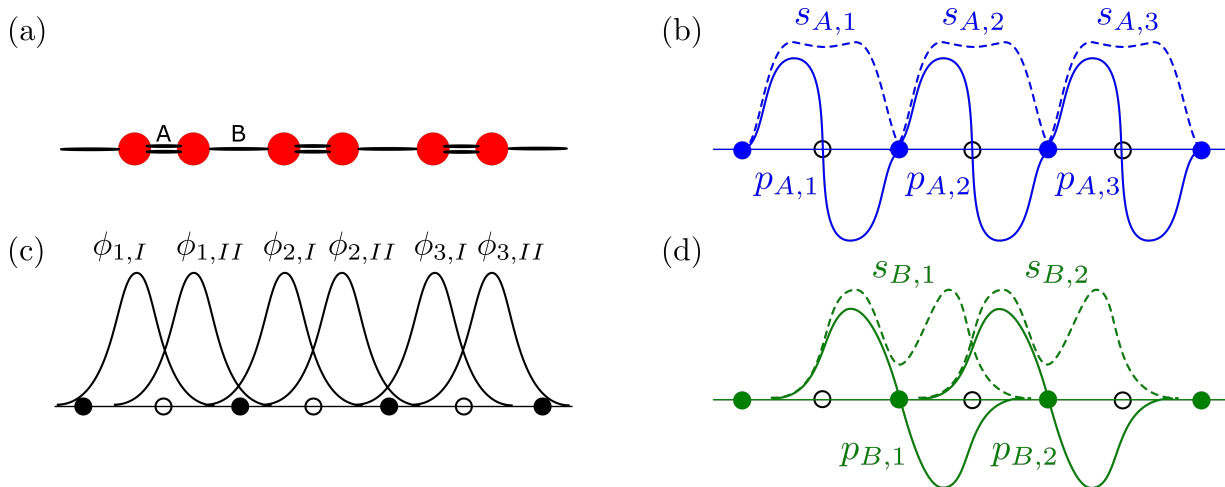 (a)
A B
(b)
s_{A,1} s_{A,2} s_{A,3}
p_{A,1} p_{A,2} p_{A,3}
(c)
ϕ_{1,I} ϕ_{1,II} ϕ_{2,I} ϕ_{2,II} ϕ_{3,I} ϕ_{3,II}
(d)
s_{B,1} s_{B,2}
p_{B,1} p_{B,2}